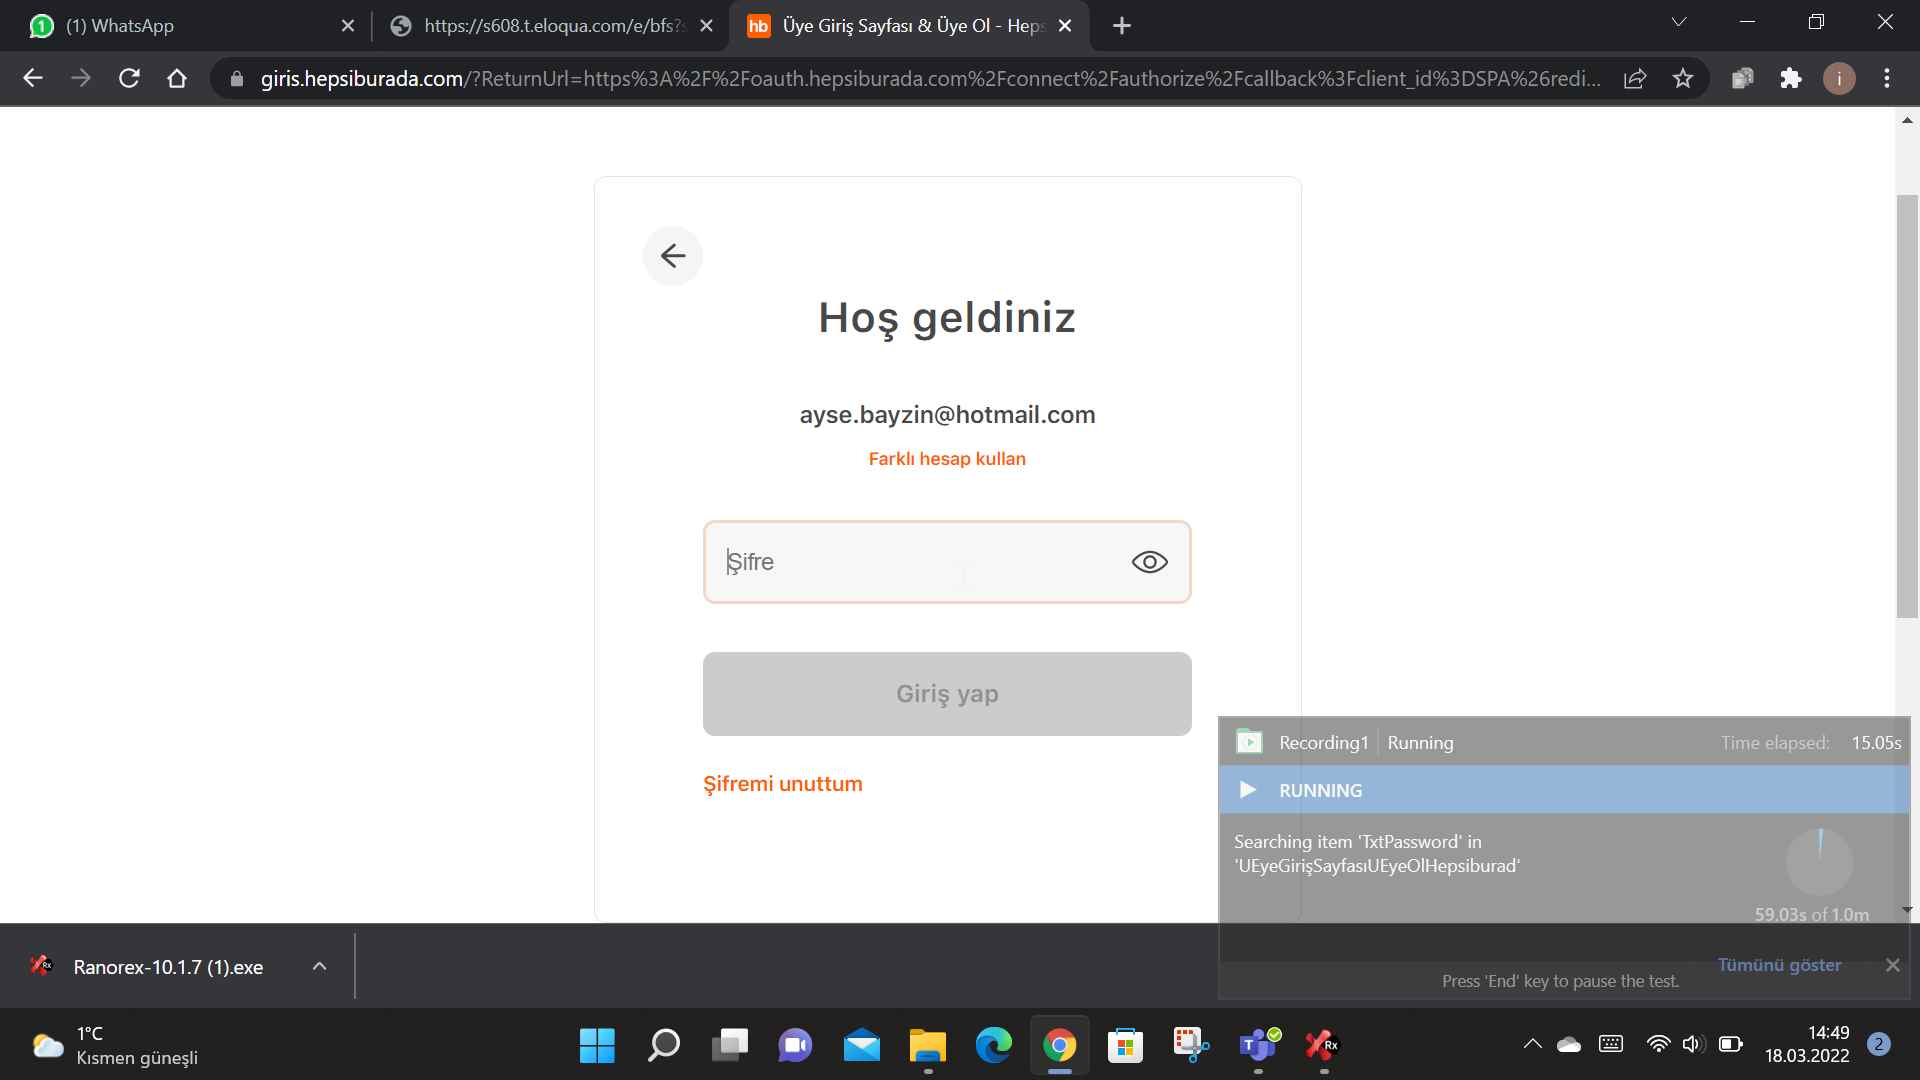 (1) WhatsApp
https://s608.t.eloqua.com/e/bfs?s
hb Üye Giriş Sayfası & Üye Ol - Heps
giris.hepsiburada.com/?ReturnUrl=https%3A%2F%2Foauth.hepsiburada.com%2Fconnect%2Fauthorize%2Fcallback%3Fclient_id%3DSPA%26redi...
i
Hoş geldiniz
ayse.bayzin@hotmail.com
Farklı hesap kullan
Şifre
Giriş yap
Şifremi unuttum
Recording1 Running Time elapsed: 15.05s
RUNNING
Searching item 'TxtPassword' in
'UEyeGirişSayfasıUEyeOlHepsiburad'
59.03s of 1.0m
Ranorex-10.1.7 (1).exe
Tümünü göster
Press 'End' key to pause the test.
1°C
Kısmen güneşli
14:49
18.03.2022
2